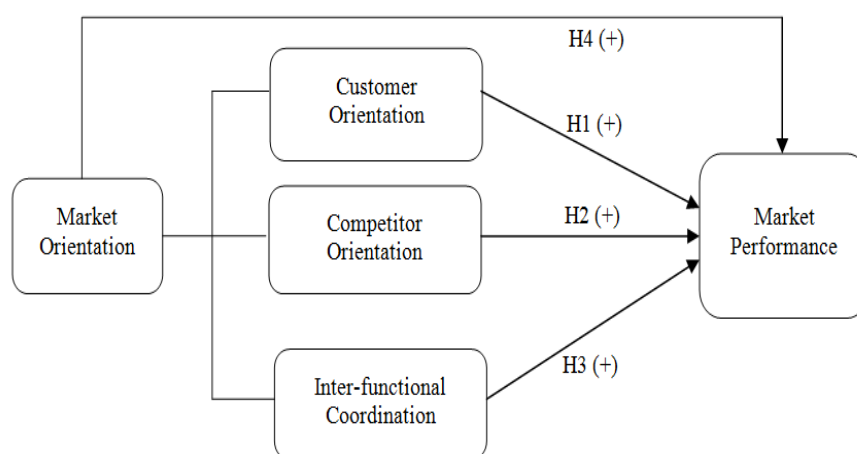 H4 (+)
Customer
Orientation
H1 (+)
Market
Orientation
Competitor
Orientation
H2 (+)
Market
Performance
Inter-functional
Coordination
H3 (+)